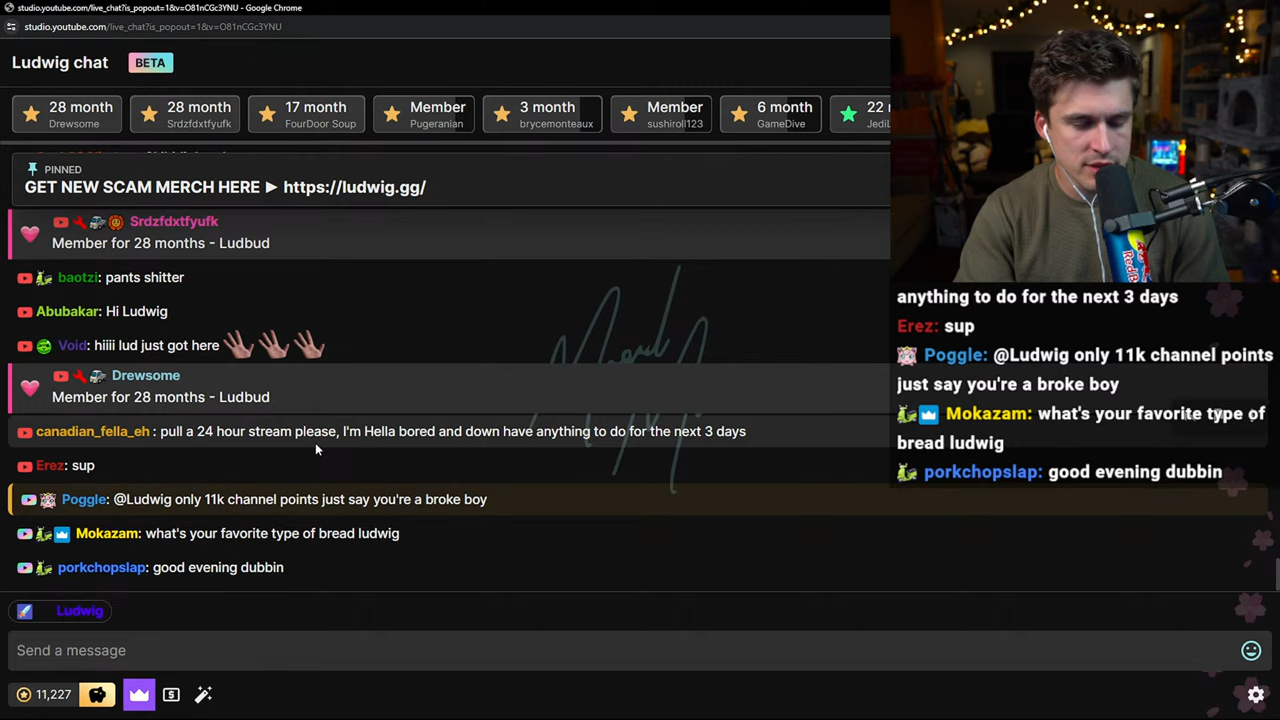 studio.youtube.com/live_chat?is_popout=1&v=O81nCGc3YNU - Google Chrome
studio.youtube.com/live_chat?is_popout=1&v=O81nCGc3YNU
Ludwig chat BETA
28 month
Drewsome
28 month
Srdzfdxtfyufk
17 month
FourDoor Soup
Member
Pugeranian
3 month
brycemonteaux
Member
sushiroll123
6 month
GameDive
22
PINNED
GET NEW SCAM MERCH HERE ► https://ludwig.gg/
Srdzfdxtfyufk
Member for 28 months - Ludbud
baotzi: pants shitter
Abubakar: Hi Ludwig
Void: hiiii lud just got here
Drewsome
Member for 28 months - Ludbud
canadian_fella_eh : pull a 24 hour stream please, I'm Hella bored and down have anything to do for the next 3 days
Erez: sup
Poggle: @Ludwig only 11k channel points just say you're a broke boy
Mokazam: what's your favorite type of bread ludwig
porkchopslap: good evening dubbin
Ludwig
Send a message
11,227
anything to do for the next 3 days
Erez: sup
Poggle: @Ludwig only 11k channel points
just say you're a broke boy
Mokazam: what's your favorite type of
bread ludwig
porkchopslap: good evening dubbin
Red Bull